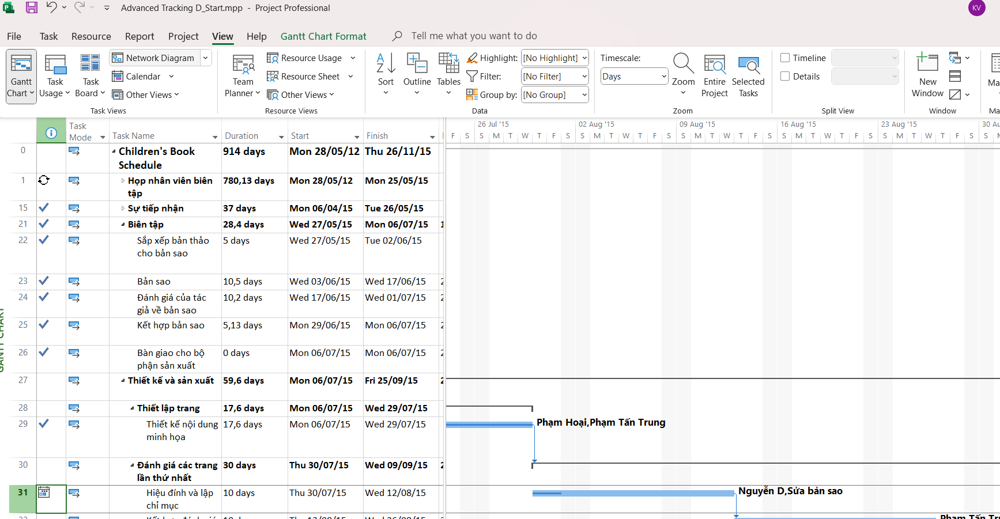 Advanced Tracking D_Start.mpp - Project Professional
KV
File Task Resource Report Project View Help Gantt Chart Format Tell me what you want to do
Gantt Chart
Task Usage
Task Board
Network Diagram
Calendar
Other Views
Task Views
Team Planner
Resource Usage
Resource Sheet
Other Views
Resource Views
Sort
Outline
Tables
Highlight: [No Highlight]
Filter: [No Filter]
Group by: [No Group]
Data
Timescale:
Days
Zoom
Entire Project
Selected Tasks
Zoom
Timeline
Details
Split View
New Window
Window
Task Mode
Task Name
Duration
Start
Finish
26 Jul '15 02 Aug '15 09 Aug '15 16 Aug '15 23 Aug '15
F S S M T W T F S S M T W T F S S M T W T F S S M T W T F S S M T W T F S S
0 Children's Book Schedule 914 days Mon 28/05/12 Thu 26/11/15
1 Họp nhân viên biên tập 780,13 days Mon 28/05/12 Mon 25/05/15
15 Sự tiếp nhận 37 days Mon 06/04/15 Tue 26/05/15
21 Biên tập 28,4 days Wed 27/05/15 Mon 06/07/15
22 Sắp xếp bản thảo cho bản sao 5 days Wed 27/05/15 Tue 02/06/15
23 Bản sao 10,5 days Wed 03/06/15 Wed 17/06/15
24 Đánh giá của tác giả về bản sao 10,2 days Wed 17/06/15 Wed 01/07/15
25 Kết hợp bản sao 5,13 days Mon 29/06/15 Mon 06/07/15
26 Bàn giao cho bộ phận sản xuất 0 days Mon 06/07/15 Mon 06/07/15
27 Thiết kế và sản xuất 59,6 days Mon 06/07/15 Fri 25/09/15
28 Thiết lập trang 17,6 days Mon 06/07/15 Wed 29/07/15
29 Thiết kế nội dung minh họa 17,6 days Mon 06/07/15 Wed 29/07/15
Phạm Hoại,Phạm Tấn Trung
30 Đánh giá các trang lần thứ nhất 30 days Thu 30/07/15 Wed 09/09/15
31 Hiệu đính và lập chỉ mục 10 days Thu 30/07/15 Wed 12/08/15
Nguyễn D,Sửa bản sao